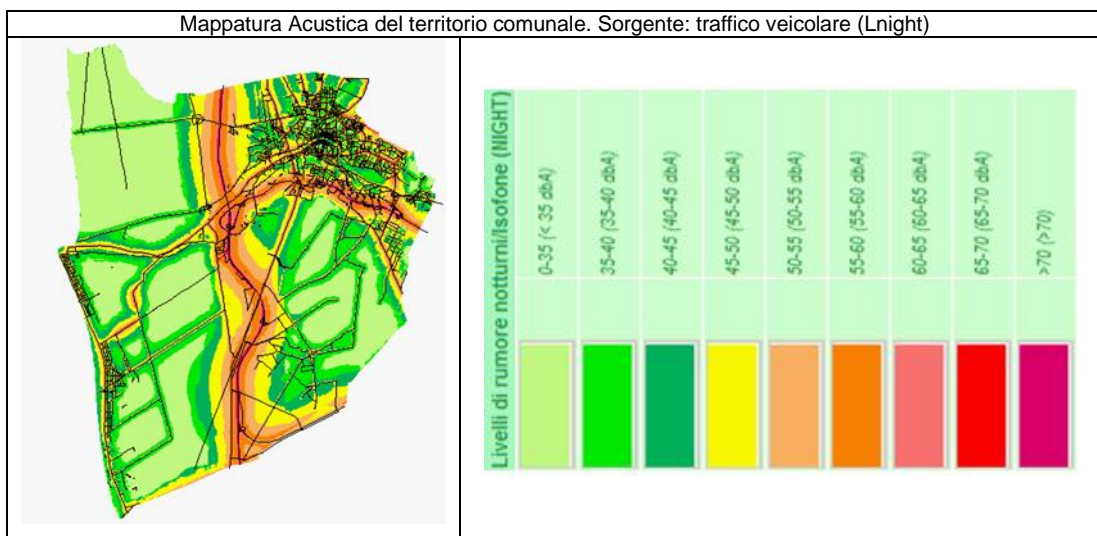 Mappatura Acustica del territorio comunale. Sorgente: traffico veicolare (Lnight)
Livelli di rumore notturni/Isofone (NIGHT)
0-35 (< 35 dbA)
35-40 (35-40 dbA)
40-45 (40-45 dbA)
45-50 (45-50 dbA)
50-55 (50-55 dbA)
55-60 (55-60 dbA)
60-65 (60-65 dbA)
65-70 (65-70 dbA)
>70 (>70)